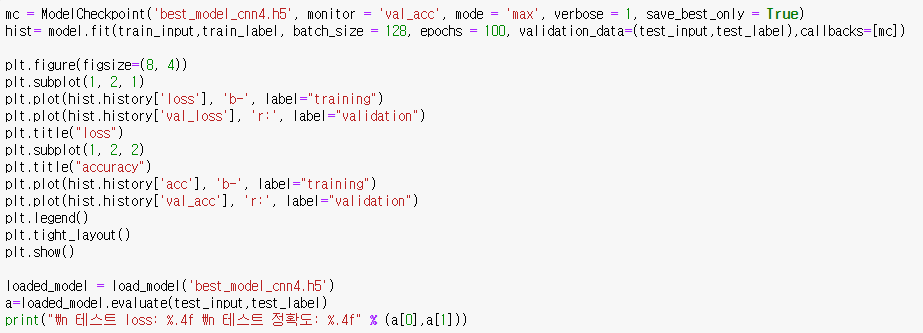 mc = ModelCheckpoint('best_model_cnn4.h5', monitor = 'val_acc', mode = 'max', verbose = 1, save_best_only = True)
hist= model.fit(train_input,train_label, batch_size = 128, epochs = 100, validation_data=(test_input,test_label),callbacks=[mc])
plt.figure(figsize=(8, 4))
plt.subplot(1, 2, 1)
plt.plot(hist.history['loss'], 'b-', label="training")
plt.plot(hist.history['val_loss'], 'r:', label="validation")
plt.title("loss")
plt.subplot(1, 2, 2)
plt.title("accuracy")
plt.plot(hist.history['acc'], 'b-', label="training")
plt.plot(hist.history['val_acc'], 'r:', label="validation")
plt.legend()
plt.tight_layout()
plt.show()
loaded_model = load_model('best_model_cnn4.h5')
a=loaded_model.evaluate(test_input,test_label)
print("₩n 테스트 loss: %.4f ₩n 테스트 정확도: %.4f" % (a[0],a[1]))